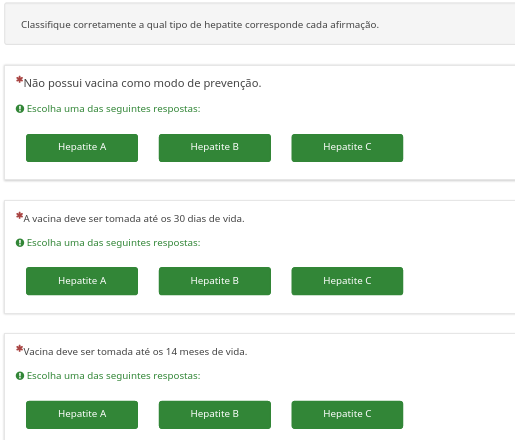 Classifique corretamente a qual tipo de hepatite corresponde cada afirmação.
*Não possui vacina como modo de prevenção.
Escolha uma das seguintes respostas:
Hepatite A Hepatite B Hepatite C
*A vacina deve ser tomada até os 30 dias de vida.
Escolha uma das seguintes respostas:
Hepatite A Hepatite B Hepatite C
*Vacina deve ser tomada até os 14 meses de vida.
Escolha uma das seguintes respostas:
Hepatite A Hepatite B Hepatite C